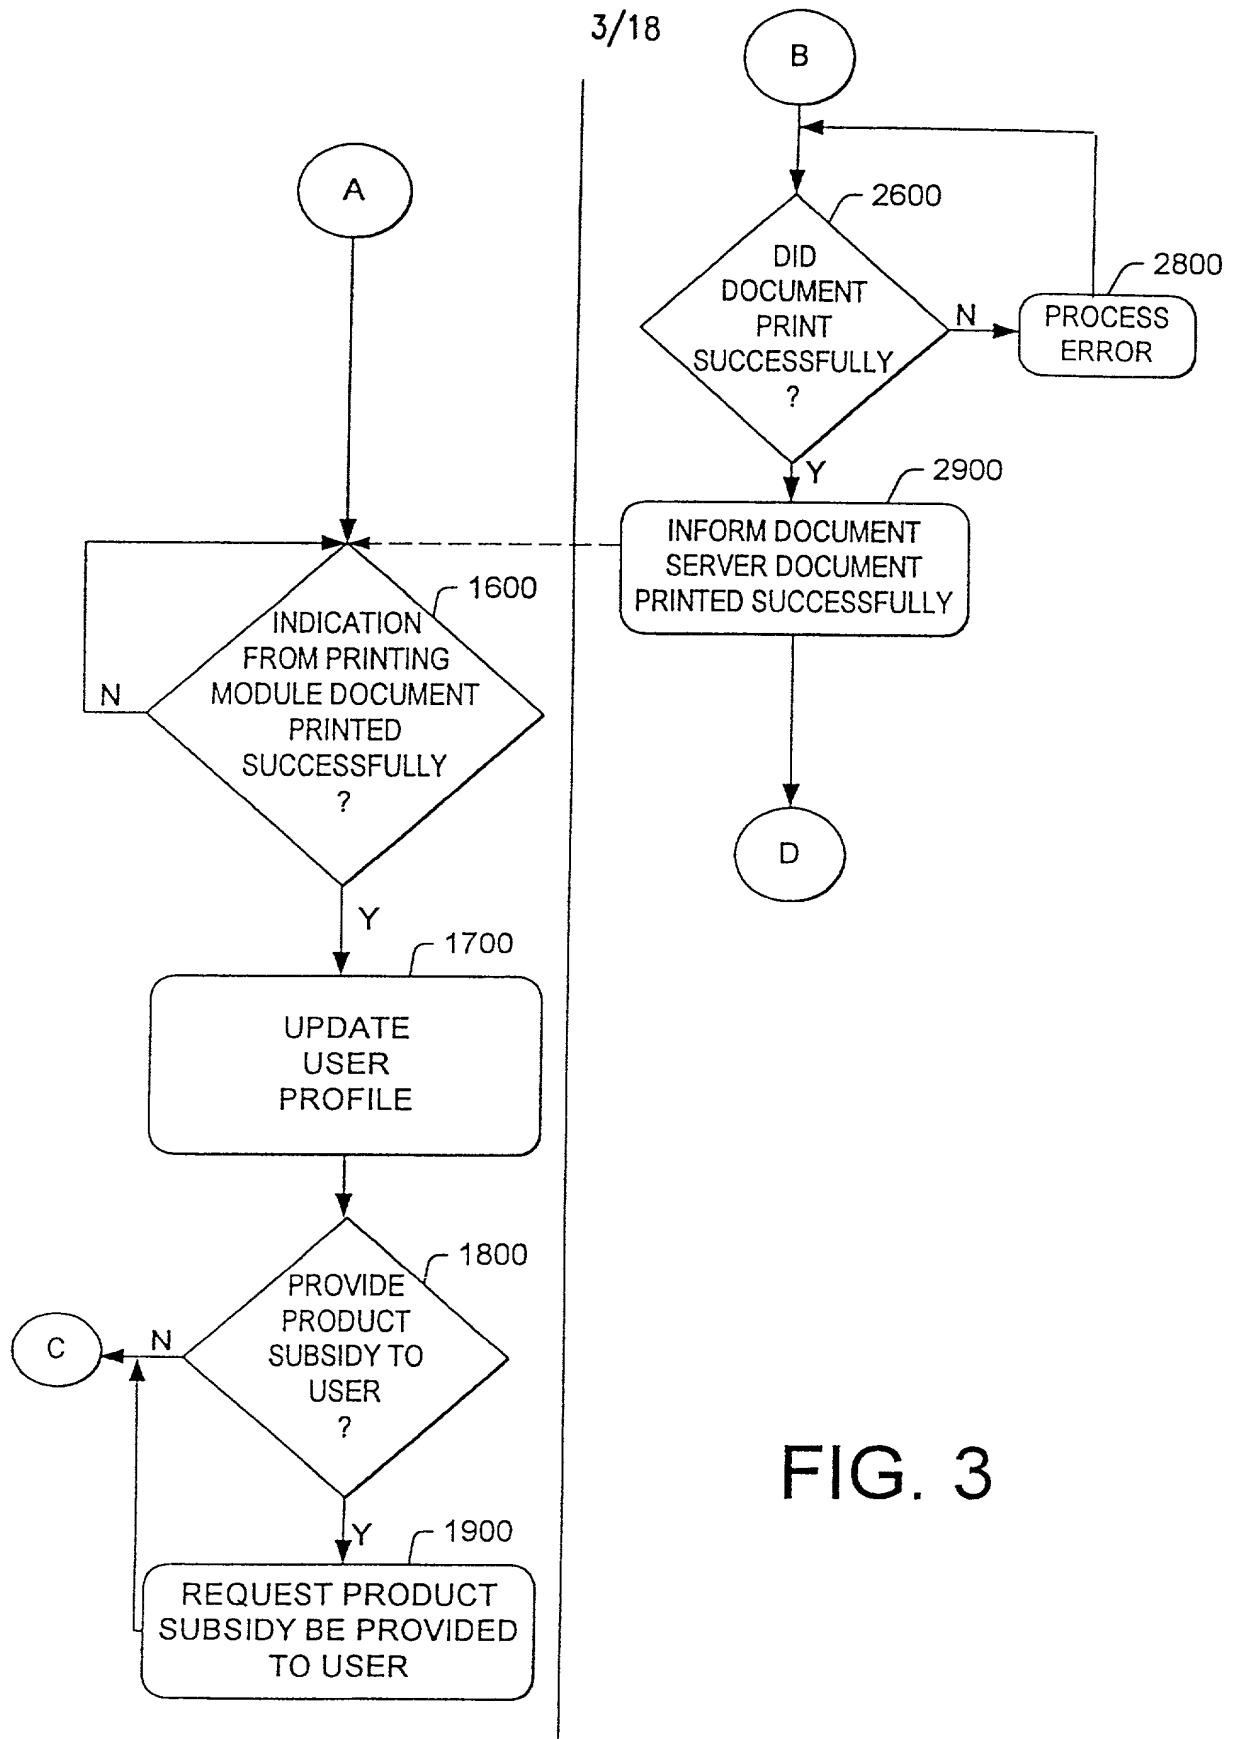 3/18
B
A
2600
DID
DOCUMENT
PRINT
SUCCESSFULLY
?
N
2800
PROCESS
ERROR
Y
2900
INFORM DOCUMENT
SERVER DOCUMENT
PRINTED SUCCESSFULLY
D
1600
INDICATION
FROM PRINTING
MODULE DOCUMENT
PRINTED
SUCCESSFULLY
?
N
Y
1700
UPDATE
USER
PROFILE
1800
PROVIDE
PRODUCT
SUBSIDY TO
USER
?
N
C
Y
1900
REQUEST PRODUCT
SUBSIDY BE PROVIDED
TO USER
FIG. 3